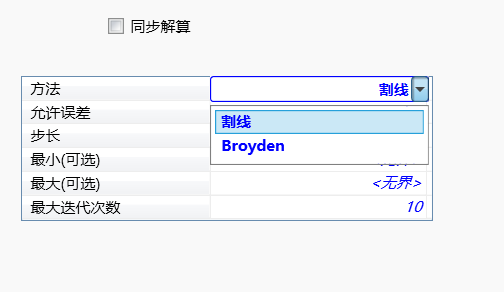 同步解算
方法 割线
允许误差
割线
步长
Broyden
最小(可选)
最大(可选) <无界>
最大迭代次数 10